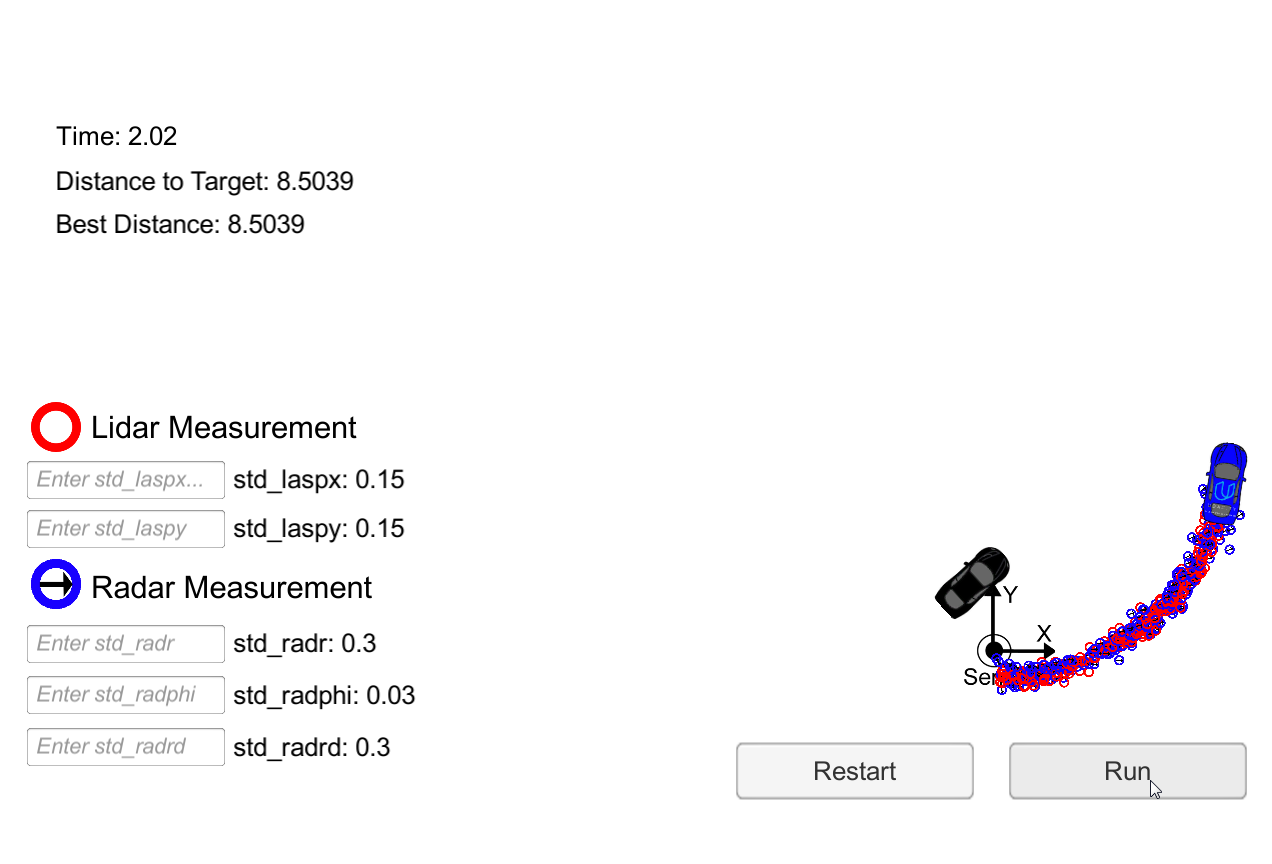 Time: 2.02
Distance to Target: 8.5039
Best Distance: 8.5039
Lidar Measurement
Enter std_laspx... std_laspx: 0.15
Enter std_laspy std_laspy: 0.15
Radar Measurement
Enter std_radr std_radr: 0.3
Enter std_radphi std_radphi: 0.03
Enter std_radrd std_radrd: 0.3
Y
X
Restart
Run